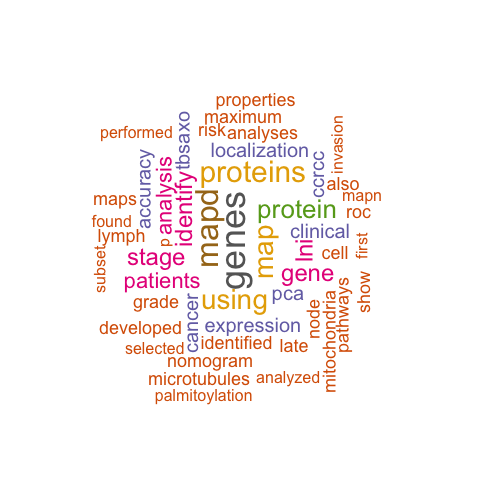 properties
maximum
performed
risk
analyses
tbsaxo
invasion
localization
accuracy
analysis
identify
proteins
ccrcc
also
maps
mapn
found
lymph
p
mapd
genes
map
protein
roc
clinical
lni
cell
first
subset
stage
patients
gene
grade
using
pca
show
pathways
mitochondria
node
developed
cancer
expression
selected
identified
late
nomogram
microtubules
analyzed
palmitoylation